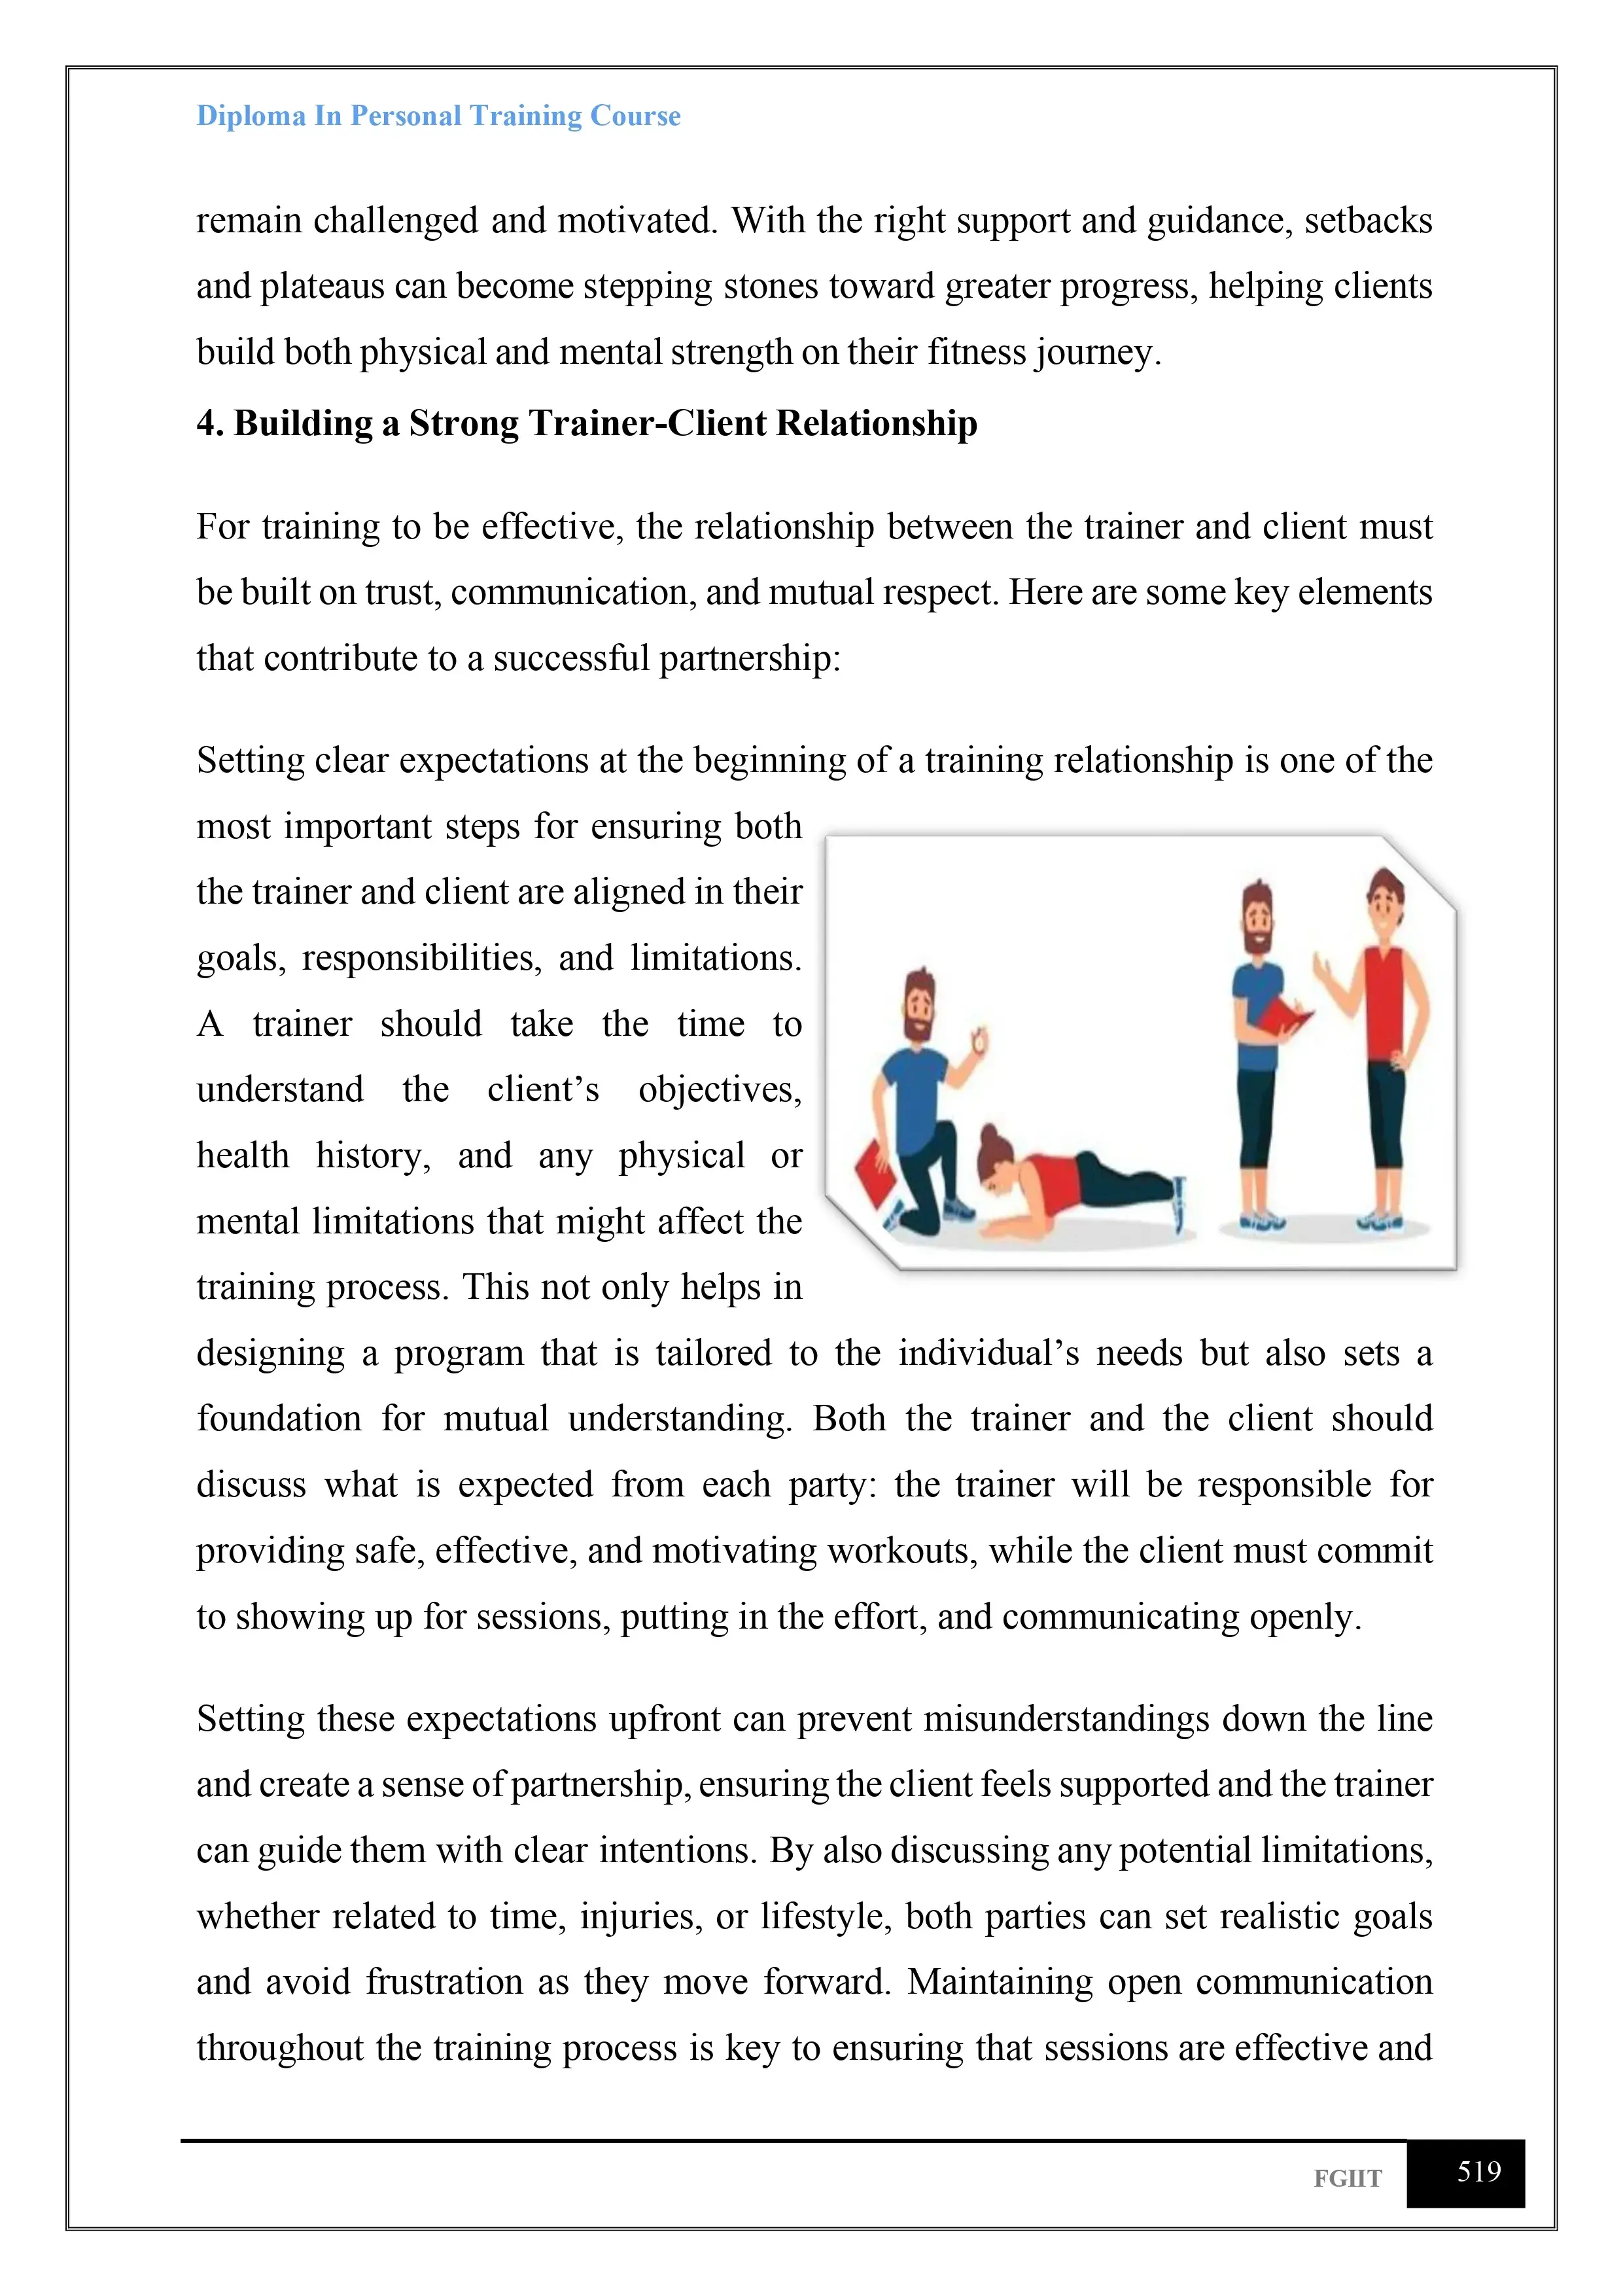 Diploma In Personal Training Course
remain challenged and motivated. With the right support and guidance, setbacks
and plateaus can become stepping stones toward greater progress, helping clients
build both physical and mental strength on their fitness journey.
4. Building a Strong Trainer-Client Relationship
For training to be effective, the relationship between the trainer and client must
be built on trust, communication, and mutual respect. Here are some key elements
that contribute to a successful partnership:
Setting clear expectations at the beginning of a training relationship is one of the
most important steps for ensuring both
the trainer and client are aligned in their
goals, responsibilities, and limitations.
A trainer should take the time to
understand the client’s objectives,
health history, and any physical or
mental limitations that might affect the
training process. This not only helps in
designing a program that is tailored to the individual’s needs but also sets a
foundation for mutual understanding. Both the trainer and the client should
discuss what is expected from each party: the trainer will be responsible for
providing safe, effective, and motivating workouts, while the client must commit
to showing up for sessions, putting in the effort, and communicating openly.
Setting these expectations upfront can prevent misunderstandings down the line
and create a sense of partnership, ensuring the client feels supported and the trainer
can guide them with clear intentions. By also discussing any potential limitations,
whether related to time, injuries, or lifestyle, both parties can set realistic goals
and avoid frustration as they move forward. Maintaining open communication
throughout the training process is key to ensuring that sessions are effective and
FGIIT
519